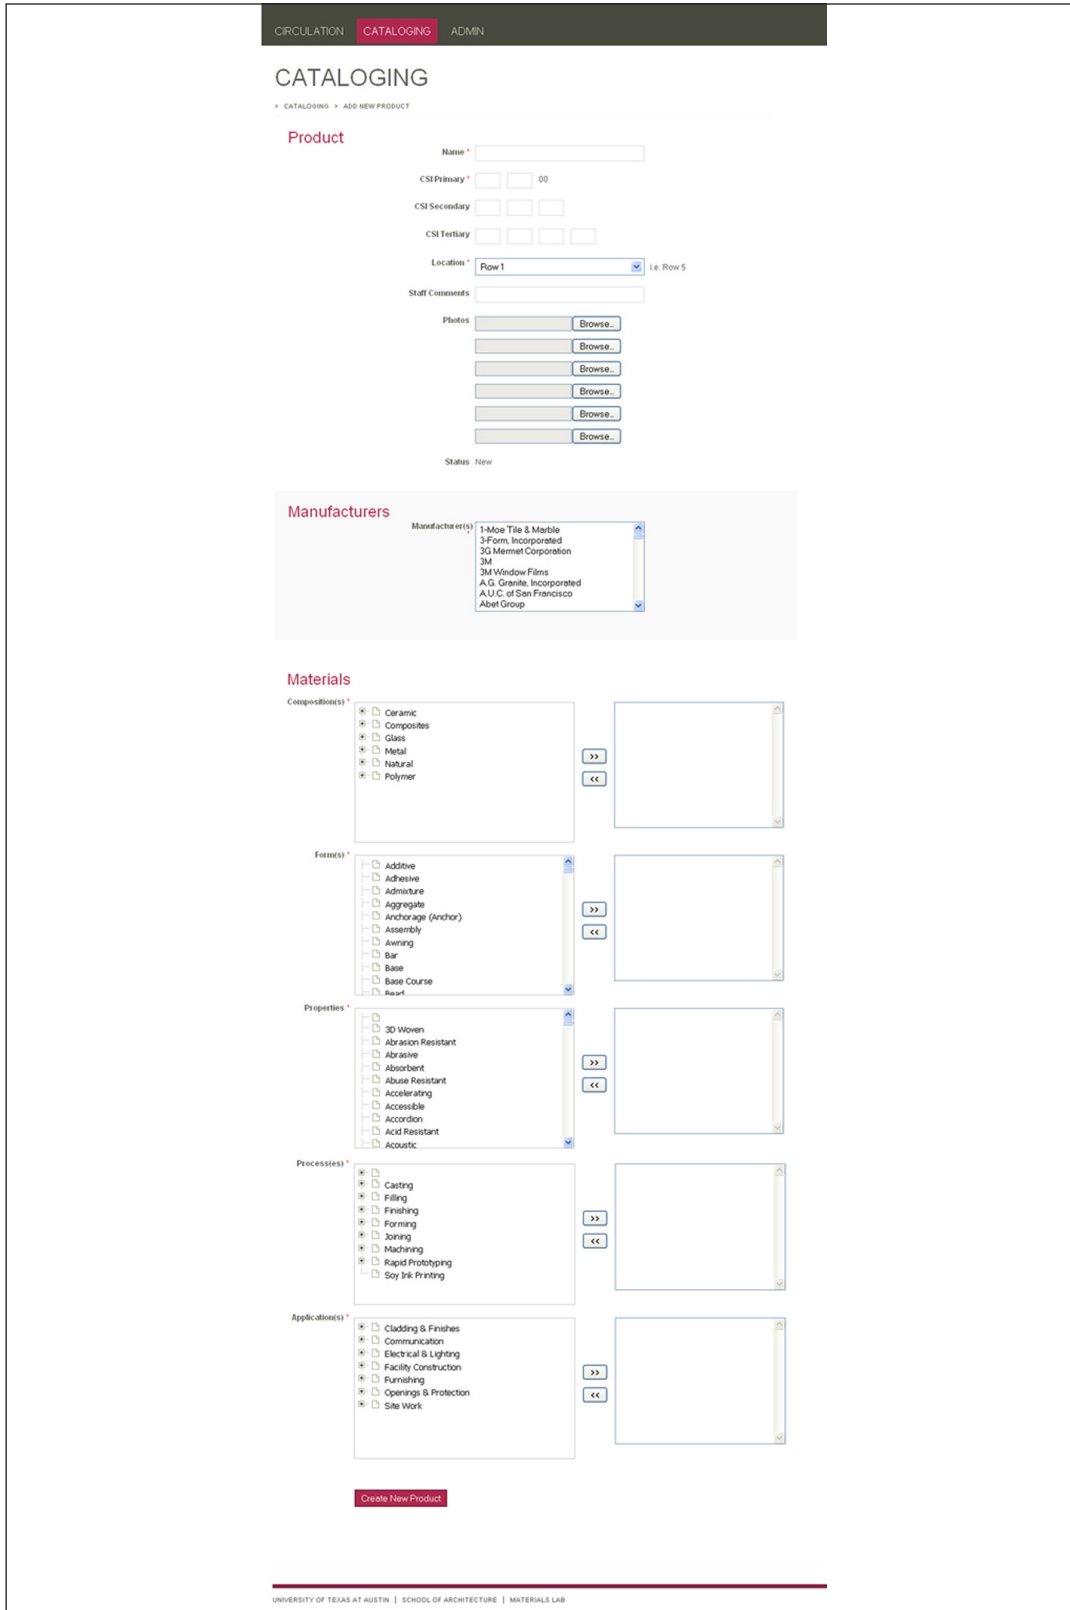 CIRCULATION CATALOGING ADMIN
CATALOGING
> CATALOGING > ADD NEW PRODUCT
Product
Name *
CSI Primary * 00
CSI Secondary
CSI Tertiary
Location * Row 1 i.e. Row 5
Staff Comments
Photos Browse..
Browse..
Browse..
Browse..
Browse..
Browse..
Status New
Manufacturers
Manufacturer(s) *
1-Moe Tile & Marble
3-Form, Incorporated
3G Mermet Corporation
3M
3M Window Films
A.G. Granite, Incorporated
A.U.C. of San Francisco
Abet Group
Materials
Composition(s) *
Ceramic
Composites
Glass
Metal
Natural
Polymer
>>
<<
Form(s) *
Additive
Adhesive
Admixture
Aggregate
Anchorage (Anchor)
Assembly
Awning
Bar
Base
Base Course
Bead
>>
<<
Properties *
3D Woven
Abrasion Resistant
Abrasive
Absorbent
Abuse Resistant
Accelerating
Accessible
Accordion
Acid Resistant
Acoustic
>>
<<
Process(es) *
Casting
Filling
Finishing
Forming
Joining
Machining
Rapid Prototyping
Soy Ink Printing
>>
<<
Application(s) *
Cladding & Finishes
Communication
Electrical & Lighting
Facility Construction
Furnishing
Openings & Protection
Site Work
>>
<<
Create New Product
UNIVERSITY OF TEXAS AT AUSTIN | SCHOOL OF ARCHITECTURE | MATERIALS LAB